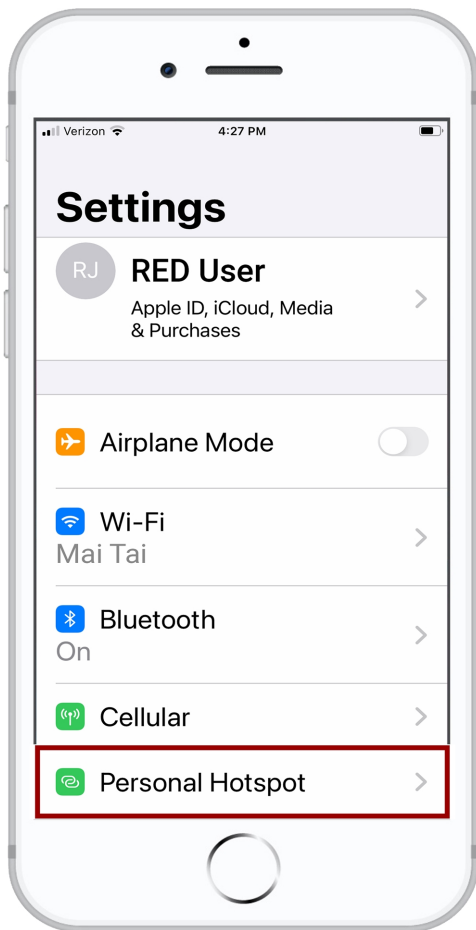 Verizon 4:27 PM
Settings
RJ RED User
Apple ID, iCloud, Media
& Purchases
Airplane Mode
Wi-Fi
Mai Tai
Bluetooth
On
Cellular
Personal Hotspot